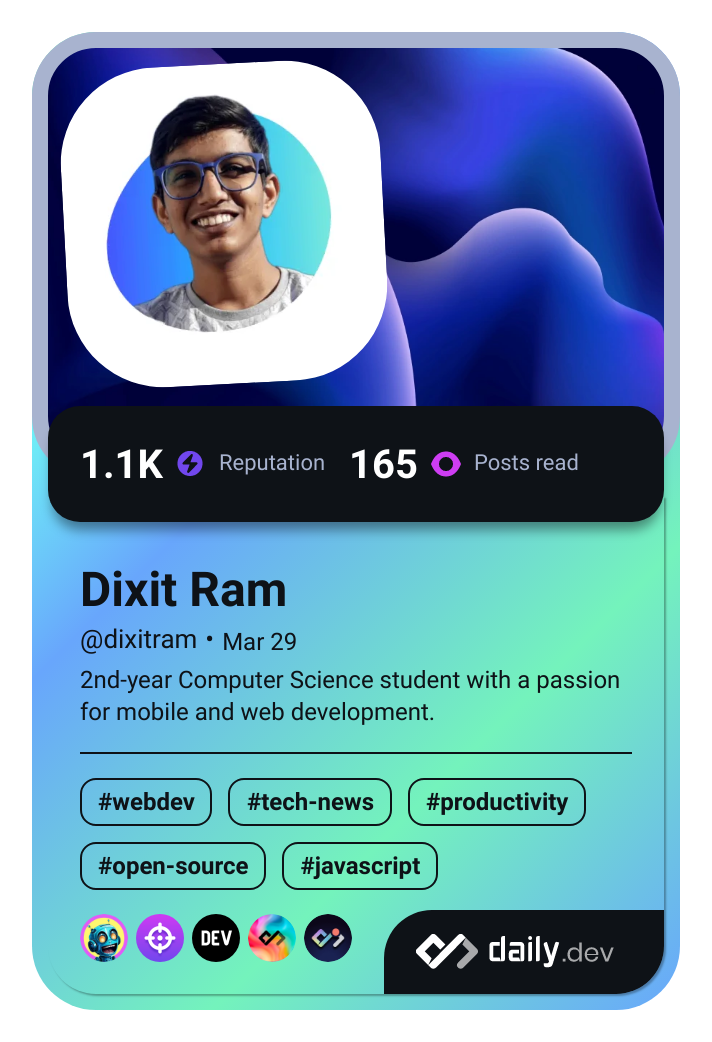 1.1K Reputation 165 Posts read
Dixit Ram
@dixitram • Mar 29
2nd-year Computer Science student with a passion
for mobile and web development.
#webdev #tech-news #productivity
#open-source #javascript
DEV daily.dev